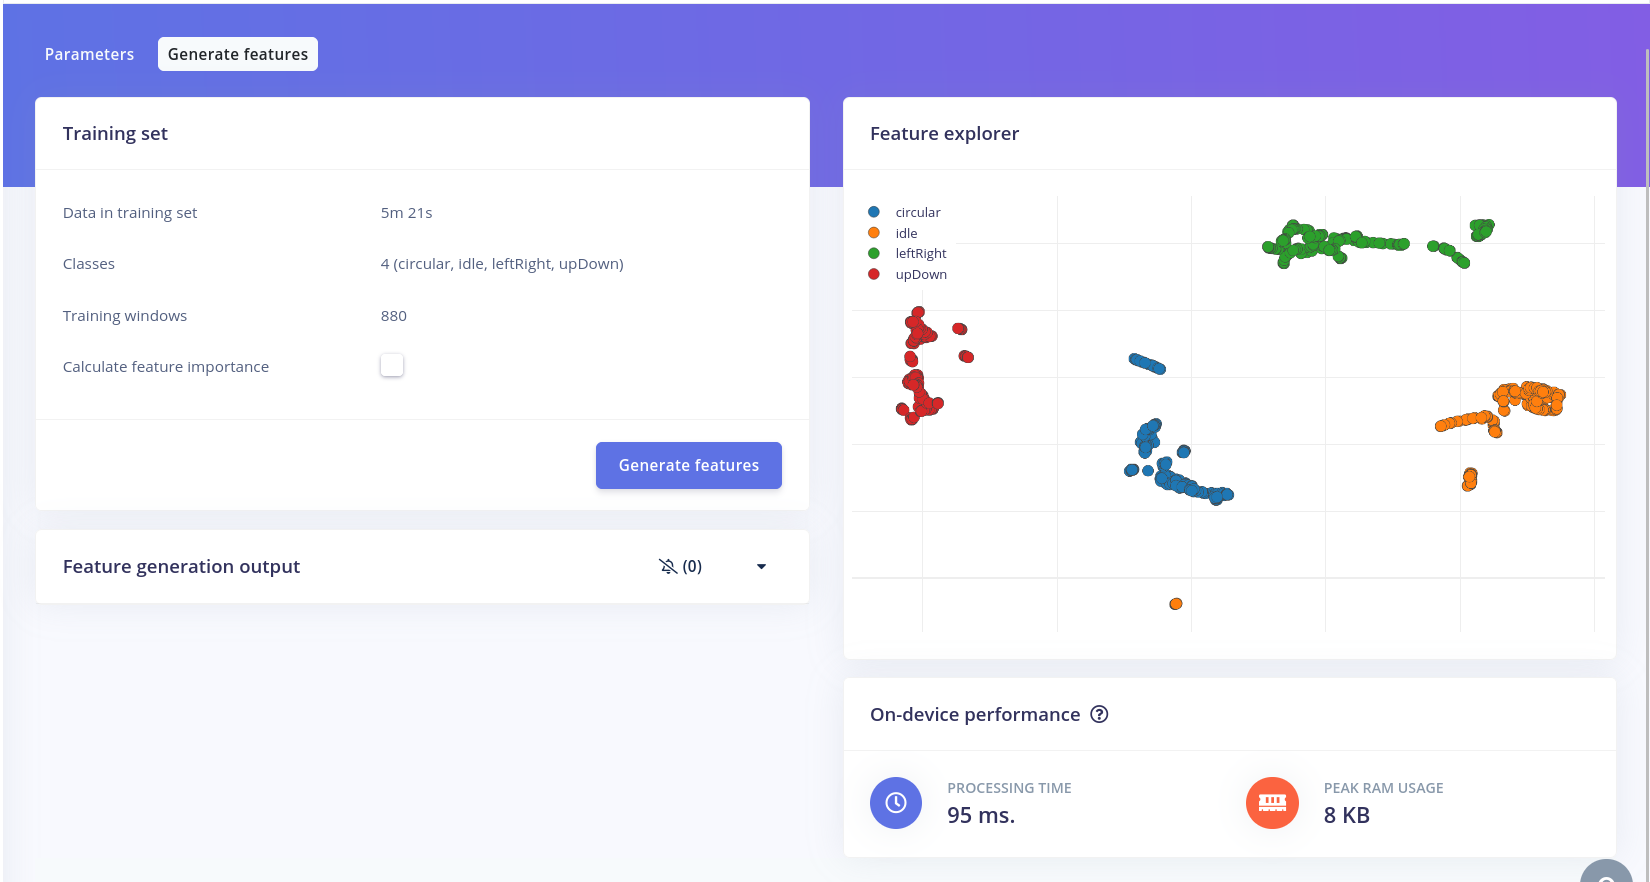 Parameters
Generate features
Training set
Data in training set 5m 21s
Classes 4 (circular, idle, leftRight, upDown)
Training windows 880
Calculate feature importance
Generate features
Feature generation output (0)
Feature explorer
circular
idle
leftRight
upDown
On-device performance ?
PROCESSING TIME
95 ms.
PEAK RAM USAGE
8 KB